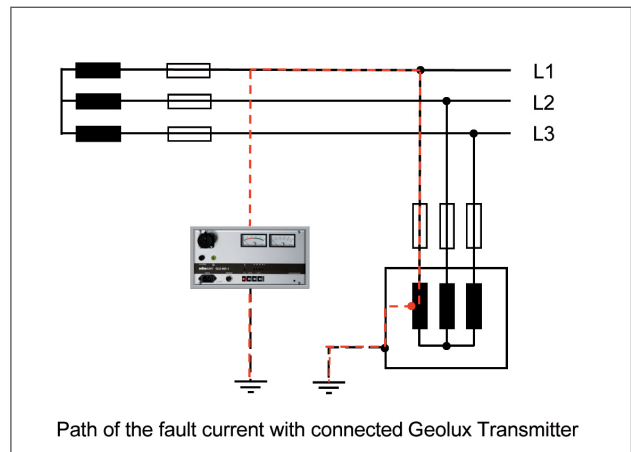 L1
L2
L3
Path of the fault current with connected Geolux Transmitter